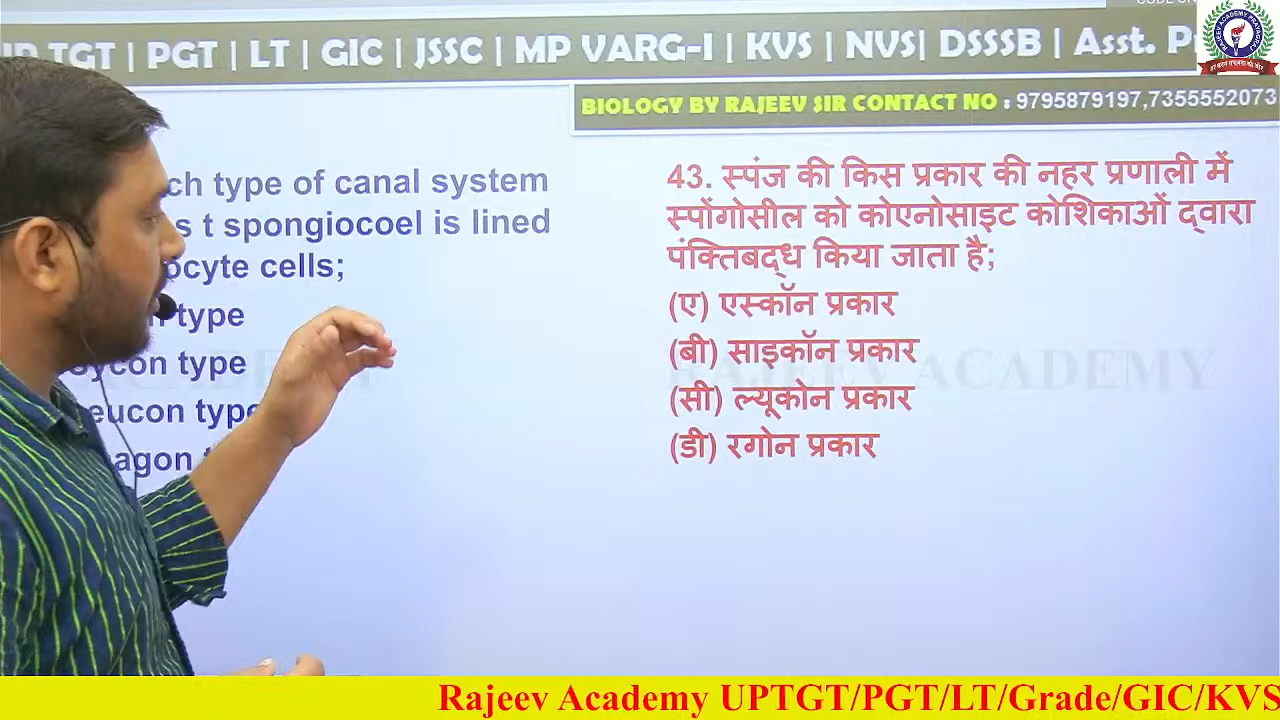 TGT | PGT | LT | GIC | JSSC | MP VARG-I | KVS | NVS| DSSSB | Asst.
BIOLOGY BY RAJEEV SIR CONTACT NO : 9795879197,7355552073
ch type of canal system
s t spongiocoel is lined
ocyte cells;
type
sycon type
eucon type
agon
43. स्पंज की किस प्रकार की नहर प्रणाली में
स्पोंगोसील को कोएनोसाइट कोशिकाओं द्वारा
पंक्तिबद्ध किया जाता है;
(ए) एस्कॉन प्रकार
(बी) साइकॉन प्रकार
(सी) ल्यूकोन प्रकार
(डी) रगोन प्रकार
RAJEEV ACADEMY
Rajeev Academy UPTGT/PGT/LT/Grade/GIC/KVS